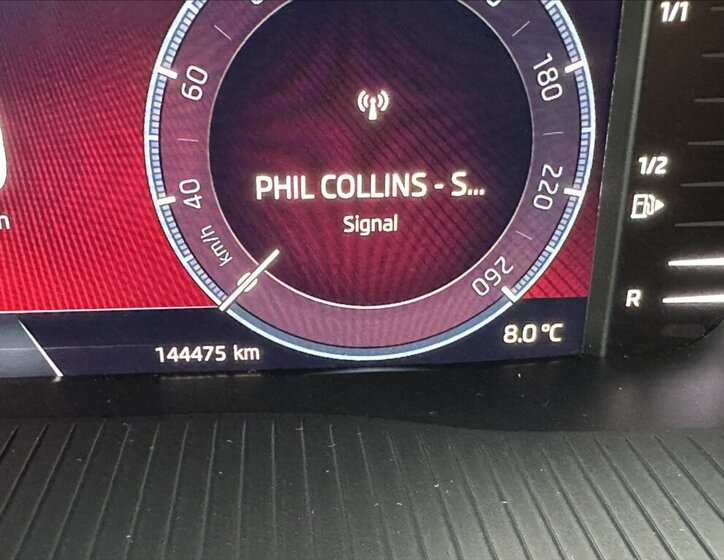 1/1
60
180
1/2
PHIL COLLINS - S...
40
220
Signal
km/h
260
R
8.0 °C
144475 km